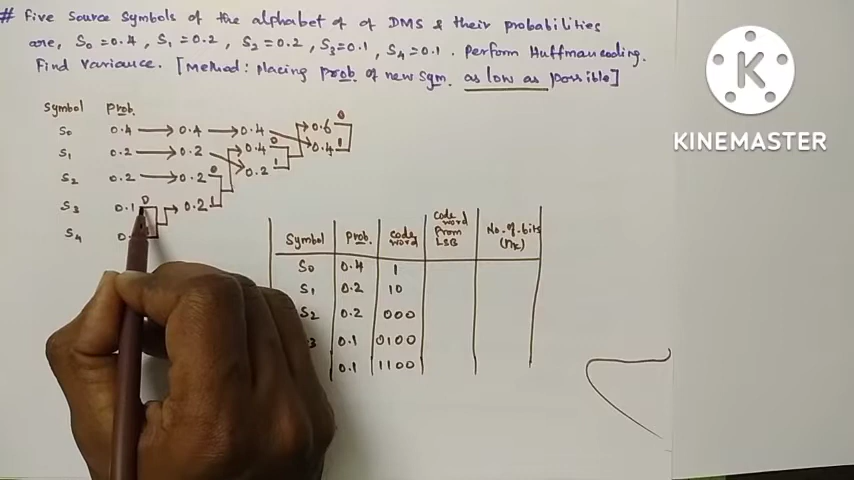 # Five Source Symbols of the alphabet of of DMS & their probabilities
are, S0 = 0.4, S1 = 0.2, S2 = 0.2, S3=0.1, S4=0.1. Perform Huffman coding.
Find Variance. [Method: placing prob. of new sym. as low as possible]
Symbol Prob.
S0 0.4 0.4 0.4 0.6 0
S1 0.2 0.2 0.4 0 0.4 1
S2 0.2 0.2 0 0.2 1
S3 0.1 0 0.2 1
S4
Symbol Prob. Code word Code word from LSB No. of bits (nk)
S0 0.4 1
S1 0.2 10
S2 0.2 000
3 0.1 0100
0.1 1100
K
KINEMASTER